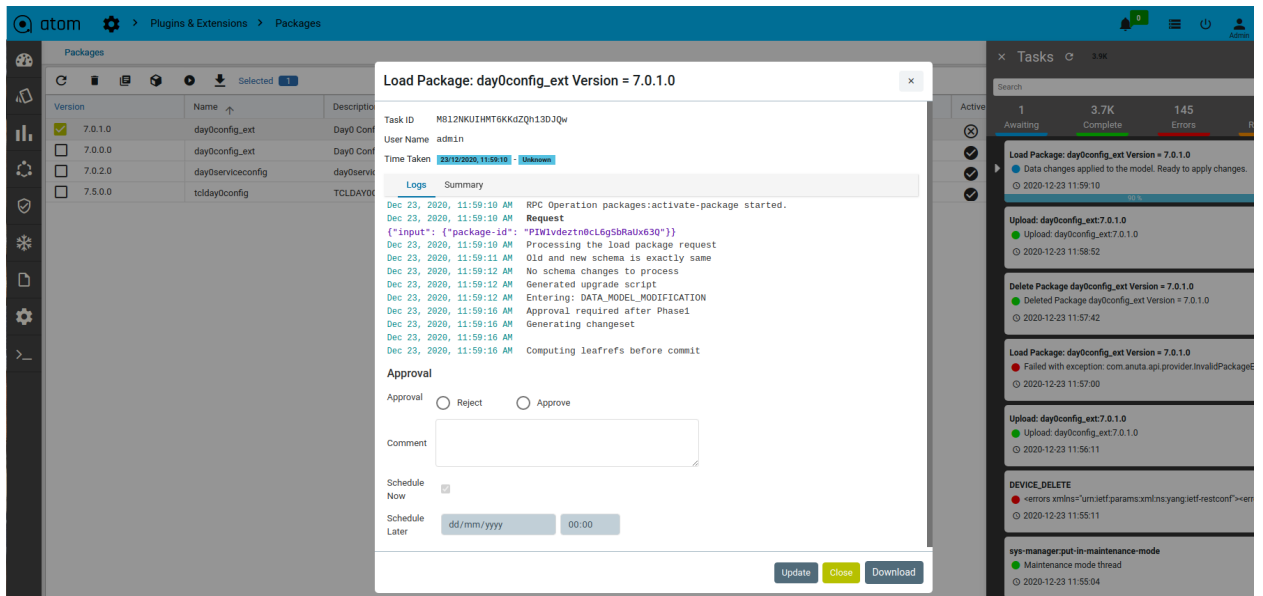 atom > Plugins & Extensions > Packages
0
Admin
Packages
Selected 1
Version Name Descriptio Active
7.0.1.0 day0config_ext Day0 Conf
7.0.0.0 day0config_ext Day0 Conf
7.0.2.0 day0serviceconfig day0servic
7.5.0.0 tclday0config TCLDAY0C
Load Package: day0config_ext Version = 7.0.1.0 ×
Task ID M8l2NKUIHMT6KKdZQh13DJQw
User Name admin
Time Taken 23/12/2020, 11:59:10 - Unknown
Logs Summary
Dec 23, 2020, 11:59:10 AM RPC Operation packages:activate-package started.
Dec 23, 2020, 11:59:10 AM Request
{"input": {"package-id": "PIW1vdeztn0cL6gSbRaUx63Q"}}
Dec 23, 2020, 11:59:10 AM Processing the load package request
Dec 23, 2020, 11:59:11 AM Old and new schema is exactly same
Dec 23, 2020, 11:59:12 AM No schema changes to process
Dec 23, 2020, 11:59:12 AM Generated upgrade script
Dec 23, 2020, 11:59:12 AM Entering: DATA_MODEL_MODIFICATION
Dec 23, 2020, 11:59:16 AM Approval required after Phase1
Dec 23, 2020, 11:59:16 AM Generating changeset
Dec 23, 2020, 11:59:16 AM
Dec 23, 2020, 11:59:16 AM Computing leafrefs before commit
Approval
Approval Reject Approve
Comment
Schedule
Now
Schedule
Later
dd/mm/yyyy 00:00
Update Close Download
× Tasks 3.9K
Search
1 3.7K 145
Awaiting Complete Errors R
Load Package: day0config_ext Version = 7.0.1.0
Data changes applied to the model. Ready to apply changes.
2020-12-23 11:59:10
Upload: day0config_ext:7.0.1.0
Upload: day0config_ext:7.0.1.0
2020-12-23 11:58:52
Delete Package day0config_ext Version = 7.0.1.0
Deleted Package day0config_ext Version = 7.0.1.0
2020-12-23 11:57:42
Load Package: day0config_ext Version = 7.0.1.0
Failed with exception: com.anuta.api.provider.InvalidPackageE
2020-12-23 11:57:00
Upload: day0config_ext:7.0.1.0
Upload: day0config_ext:7.0.1.0
2020-12-23 11:56:11
DEVICE_DELETE
<errors xmlns="urn:ietf:params:xml:ns:yang:ietf-restconf"><err
2020-12-23 11:55:11
sys-manager:put-in-maintenance-mode
Maintenance mode thread
2020-12-23 11:55:04